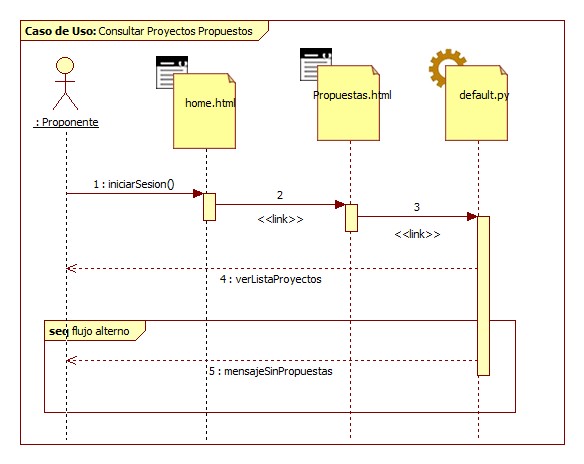 Caso de Uso: Consultar Proyectos Propuestos
: Proponente
home.html
Propuestas.html
default.py
1 : iniciarSesion()
2
<<link>>
3
<<link>>
4 : verListaProyectos
seq flujo alterno
5 : mensajeSinPropuestas